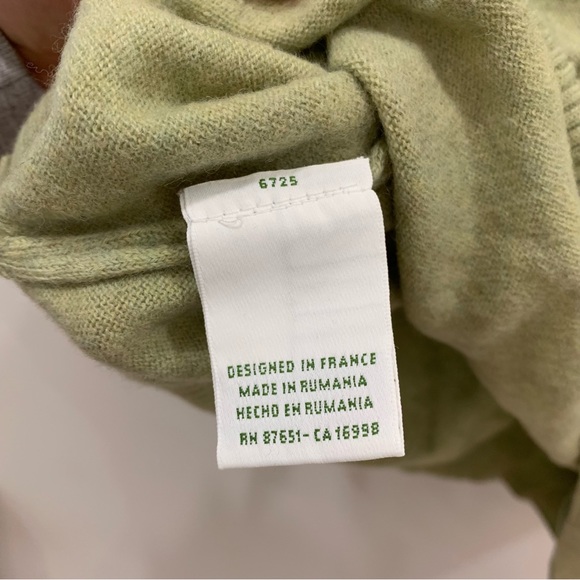 6725
DESIGNED IN FRANCE
MADE IN RUMANIA
HECHO EN RUMANIA
RN 87651-CA 16998